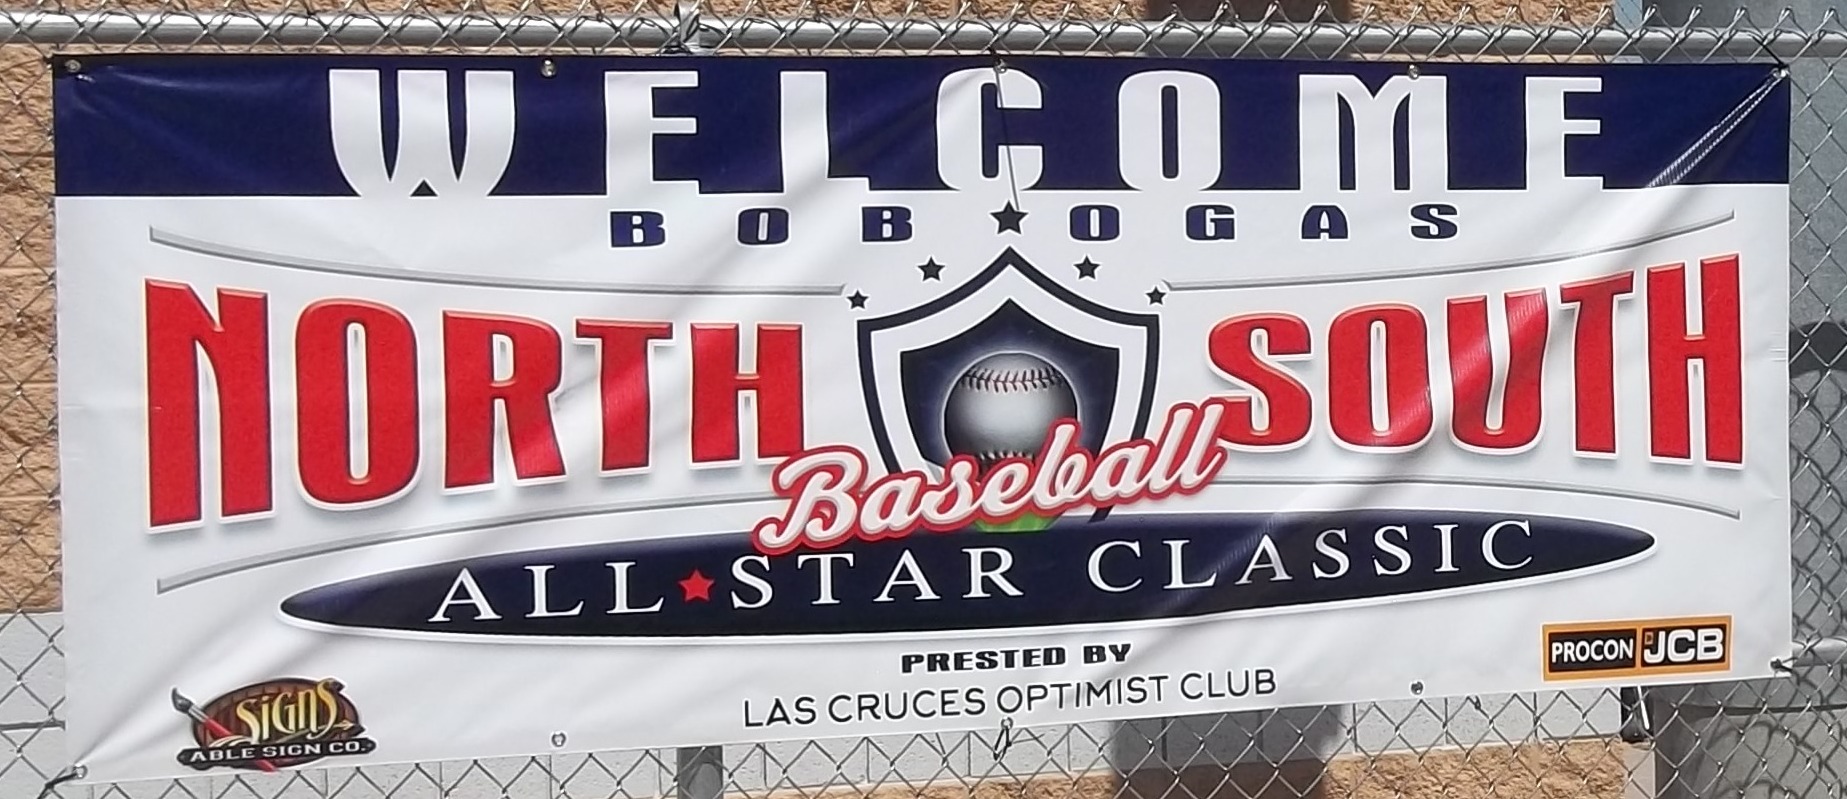 WELCOME
BOB OGAS
NORTH SOUTH
Baseball
ALL★STAR CLASSIC
PRESTED BY
LAS CRUCES OPTIMIST CLUB
PROCON JCB
SIGNS
ABLE SIGN CO.